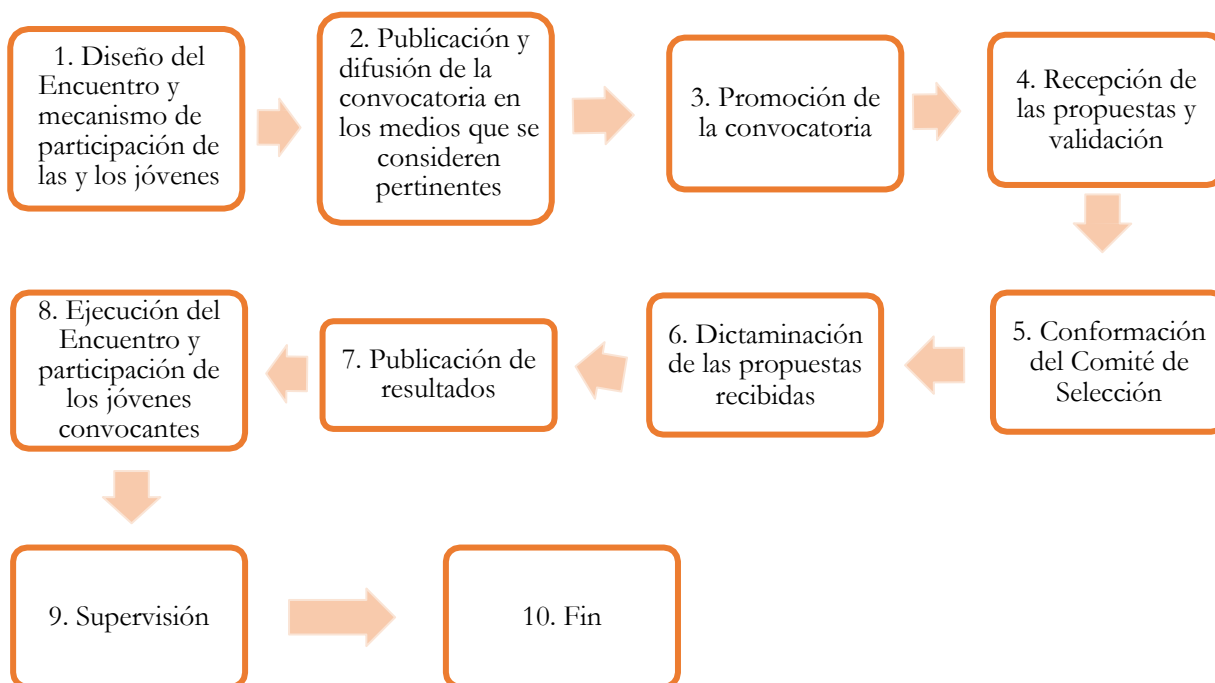 1. Diseño del
Encuentro y
mecanismo de
participación de
las y los jóvenes
2. Publicación y
difusión de la
convocatoria en
los medios que se
consideren
pertinentes
3. Promoción de
la convocatoria
4. Recepción de
las propuestas y
validación
5. Conformación
del Comité de
Selección
6. Dictaminación
de las propuestas
recibidas
7. Publicación de
resultados
8. Ejecución del
Encuentro y
participación de
los jóvenes
convocantes
9. Supervisión
10. Fin